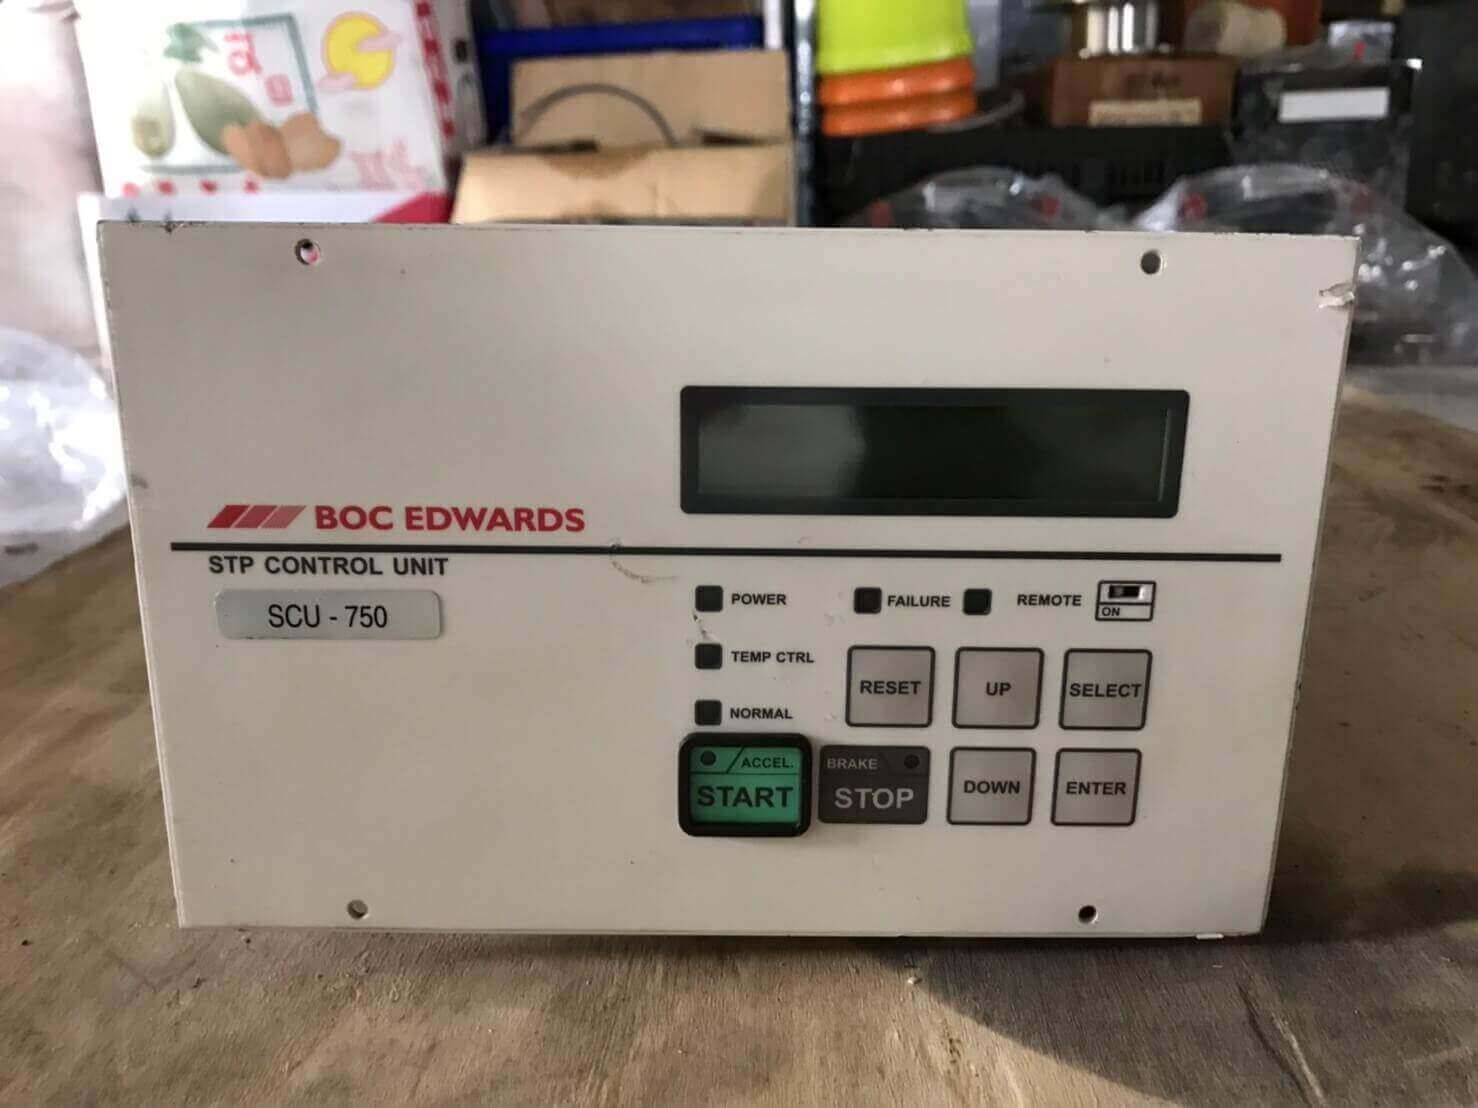 BOC EDWARDS
STP CONTROL UNIT
SCU - 750
POWER
FAILURE
REMOTE
ON
TEMP CTRL
NORMAL
RESET
UP
SELECT
ACCEL.
START
BRAKE
STOP
DOWN
ENTER